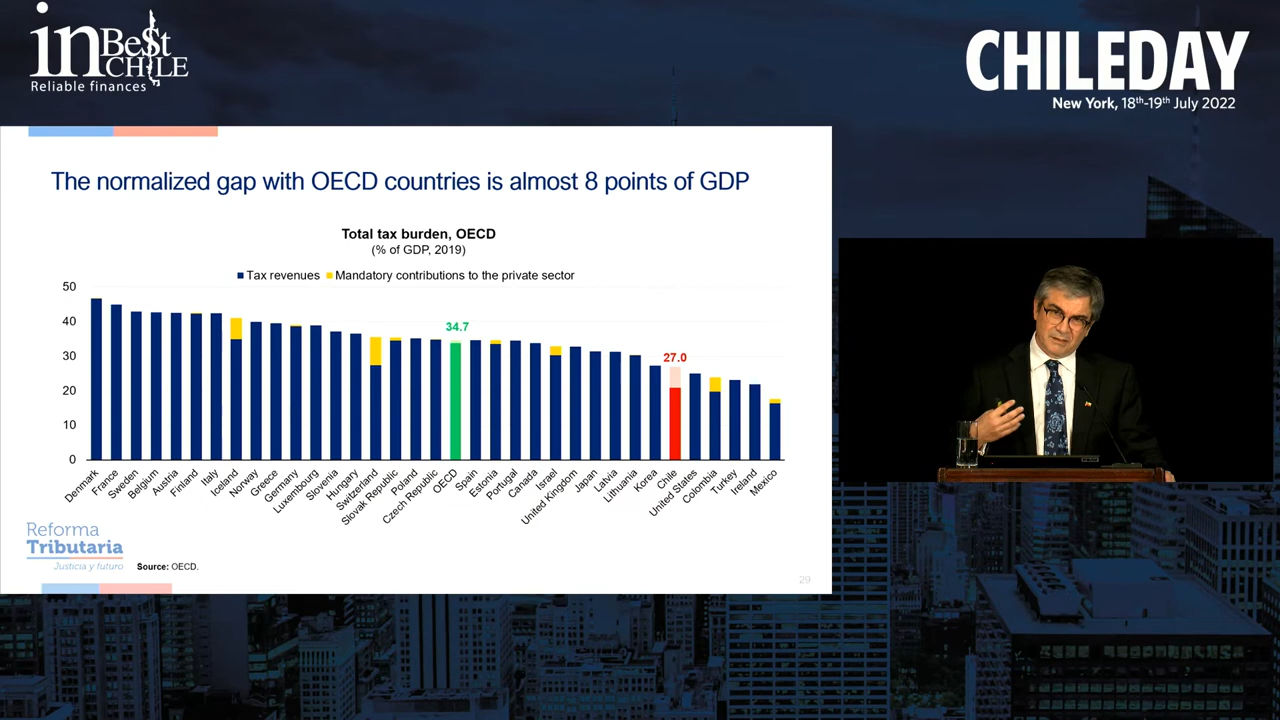 in BeSt
CHiLE
Reliable finances
CHILEDAY
New York, 18th-19th July 2022
The normalized gap with OECD countries is almost 8 points of GDP
Total tax burden, OECD
(% of GDP, 2019)
Tax revenues Mandatory contributions to the private sector
50
40
30
20
10
0
34.7
27.0
Denmark
France
Sweden
Belgium
Austria
Finland
Italy
Iceland
Norway
Greece
Germany
Luxembourg
Slovenia
Hungary
Switzerland
Slovak Republic
Poland
Czech Republic
OECD
Spain
Estonia
Portugal
Canada
Israel
United Kingdom
Japan
Latvia
Lithuania
Korea
Chile
United States
Colombia
Turkey
Ireland
Mexico
Reforma
Tributaria
Justicia y futuro
Source: OECD.
29